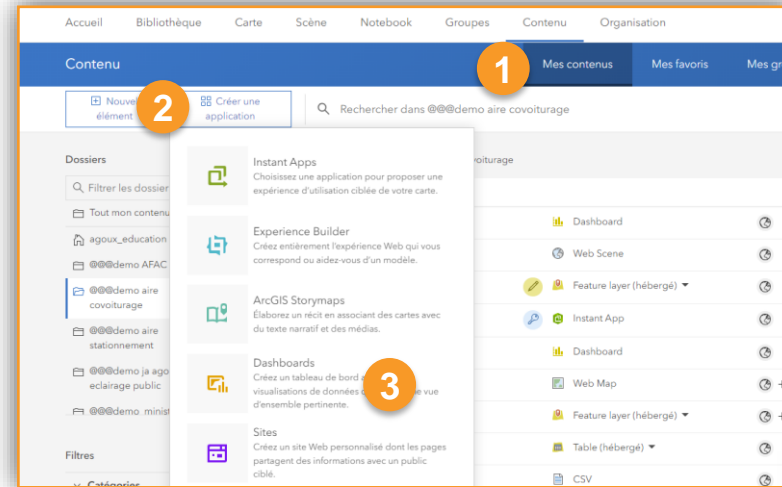 Accueil Bibliothèque Carte Scène Notebook Groupes Contenu Organisation
Contenu
1
Mes contenus Mes favoris Mes gr
Nouvel
élément
2
Créer une
application
Rechercher dans @@@demo aire covoiturage
Dossiers
Filtrer les dossier
Tout mon contenu
agoux_education
@@@demo AFAC
@@@demo aire
covoiturage
@@@demo aire
stationnement
@@@demo ja ago
eclairage public
@@@demo minist
Filtres
Catégories
Instant Apps
Choisissez une application pour proposer une
expérience d'utilisation ciblée de votre carte.
Experience Builder
Créez entièrement l'expérience Web qui vous
correspond ou aidez-vous d'un modèle.
ArcGIS Storymaps
Élaborez un récit en associant des cartes avec
du texte narratif et des médias.
Dashboards
Créez un tableau de bord
visualisations de données vue
d'ensemble pertinente.
3
Sites
Créez un site Web personnalisé dont les pages
partagent des informations avec un public
ciblé.
voiturage
Dashboard
Web Scene
Feature layer (hébergé)
Instant App
Dashboard
Web Map
Feature layer (hébergé)
Table (hébergé)
CSV